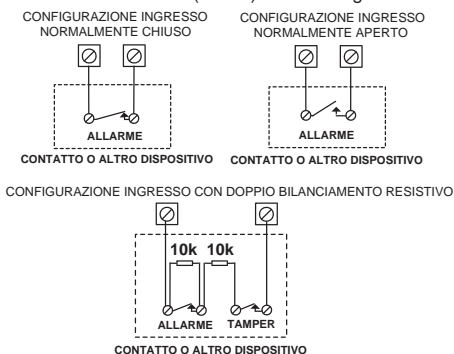 CONFIGURAZIONE INGRESSO
NORMALMENTE CHIUSO
CONFIGURAZIONE INGRESSO
NORMALMENTE APERTO
ALLARME
ALLARME
CONTATTO O ALTRO DISPOSITIVO
CONTATTO O ALTRO DISPOSITIVO
CONFIGURAZIONE INGRESSO CON DOPPIO BILANCIAMENTO RESISTIVO
10k 10k
ALLARME TAMPER
CONTATTO O ALTRO DISPOSITIVO